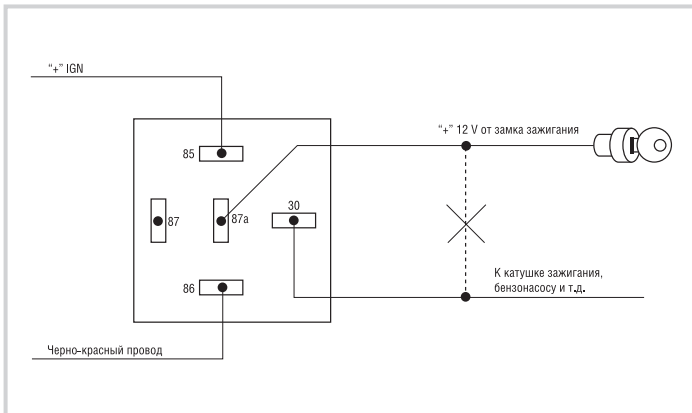 “+” IGN
“+” 12 V от замка зажигания
85
30
87
87a
86
К катушке зажигания,
бензонасосу и т.д.
Черно-красный провод